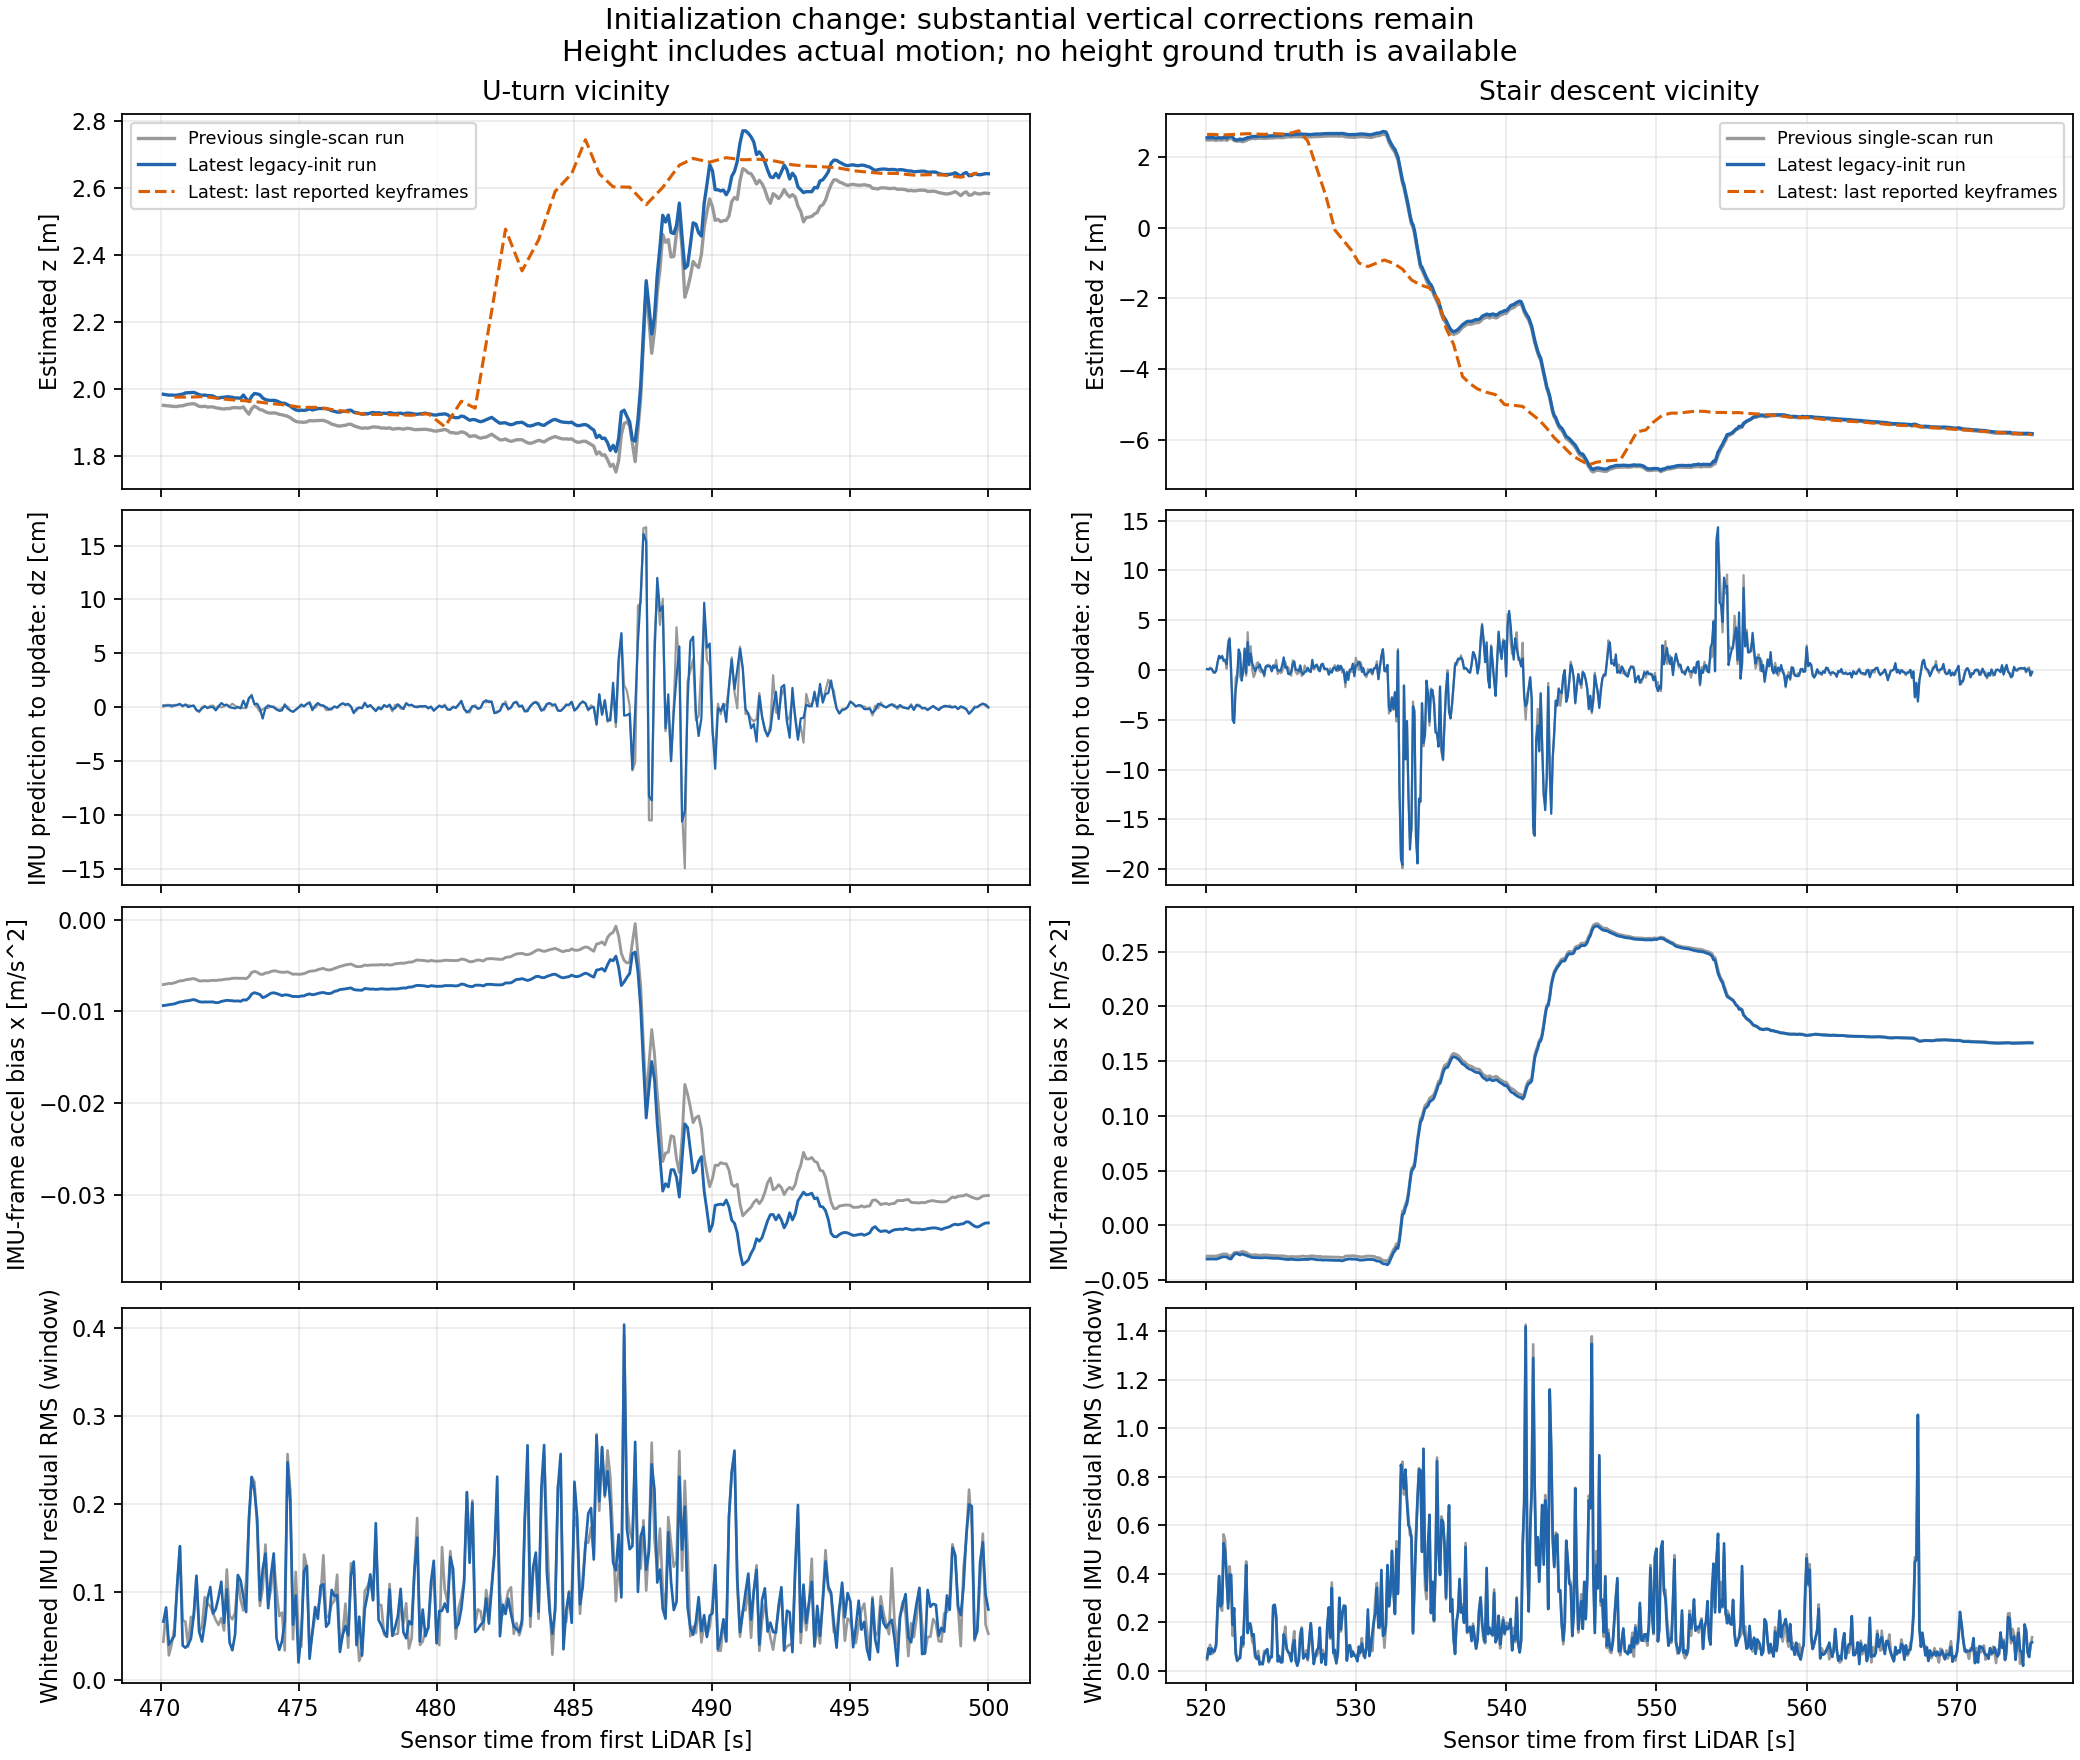 Initialization change: substantial vertical corrections remain
Height includes actual motion; no height ground truth is available
U-turn vicinity
Previous single-scan run
Latest legacy-init run
Latest: last reported keyframes
Estimated z [m]
2.8
2.6
2.4
2.2
2.0
1.8
Stair descent vicinity
Previous single-scan run
Latest legacy-init run
Latest: last reported keyframes
Estimated z [m]
2
0
−2
−4
−6
IMU prediction to update: dz [cm]
15
10
5
0
−5
−10
−15
IMU prediction to update: dz [cm]
15
10
5
0
−5
−10
−15
−20
IMU-frame accel bias x [m/s^2]
0.00
−0.01
−0.02
−0.03
IMU-frame accel bias x [m/s^2]
0.25
0.20
0.15
0.10
0.05
0.00
−0.05
Whitened IMU residual RMS (window)
0.4
0.3
0.2
0.1
0.0
470 475 480 485 490 495 500
Sensor time from first LiDAR [s]
Whitened IMU residual RMS (window)
1.4
1.2
1.0
0.8
0.6
0.4
0.2
0.0
520 530 540 550 560 570
Sensor time from first LiDAR [s]